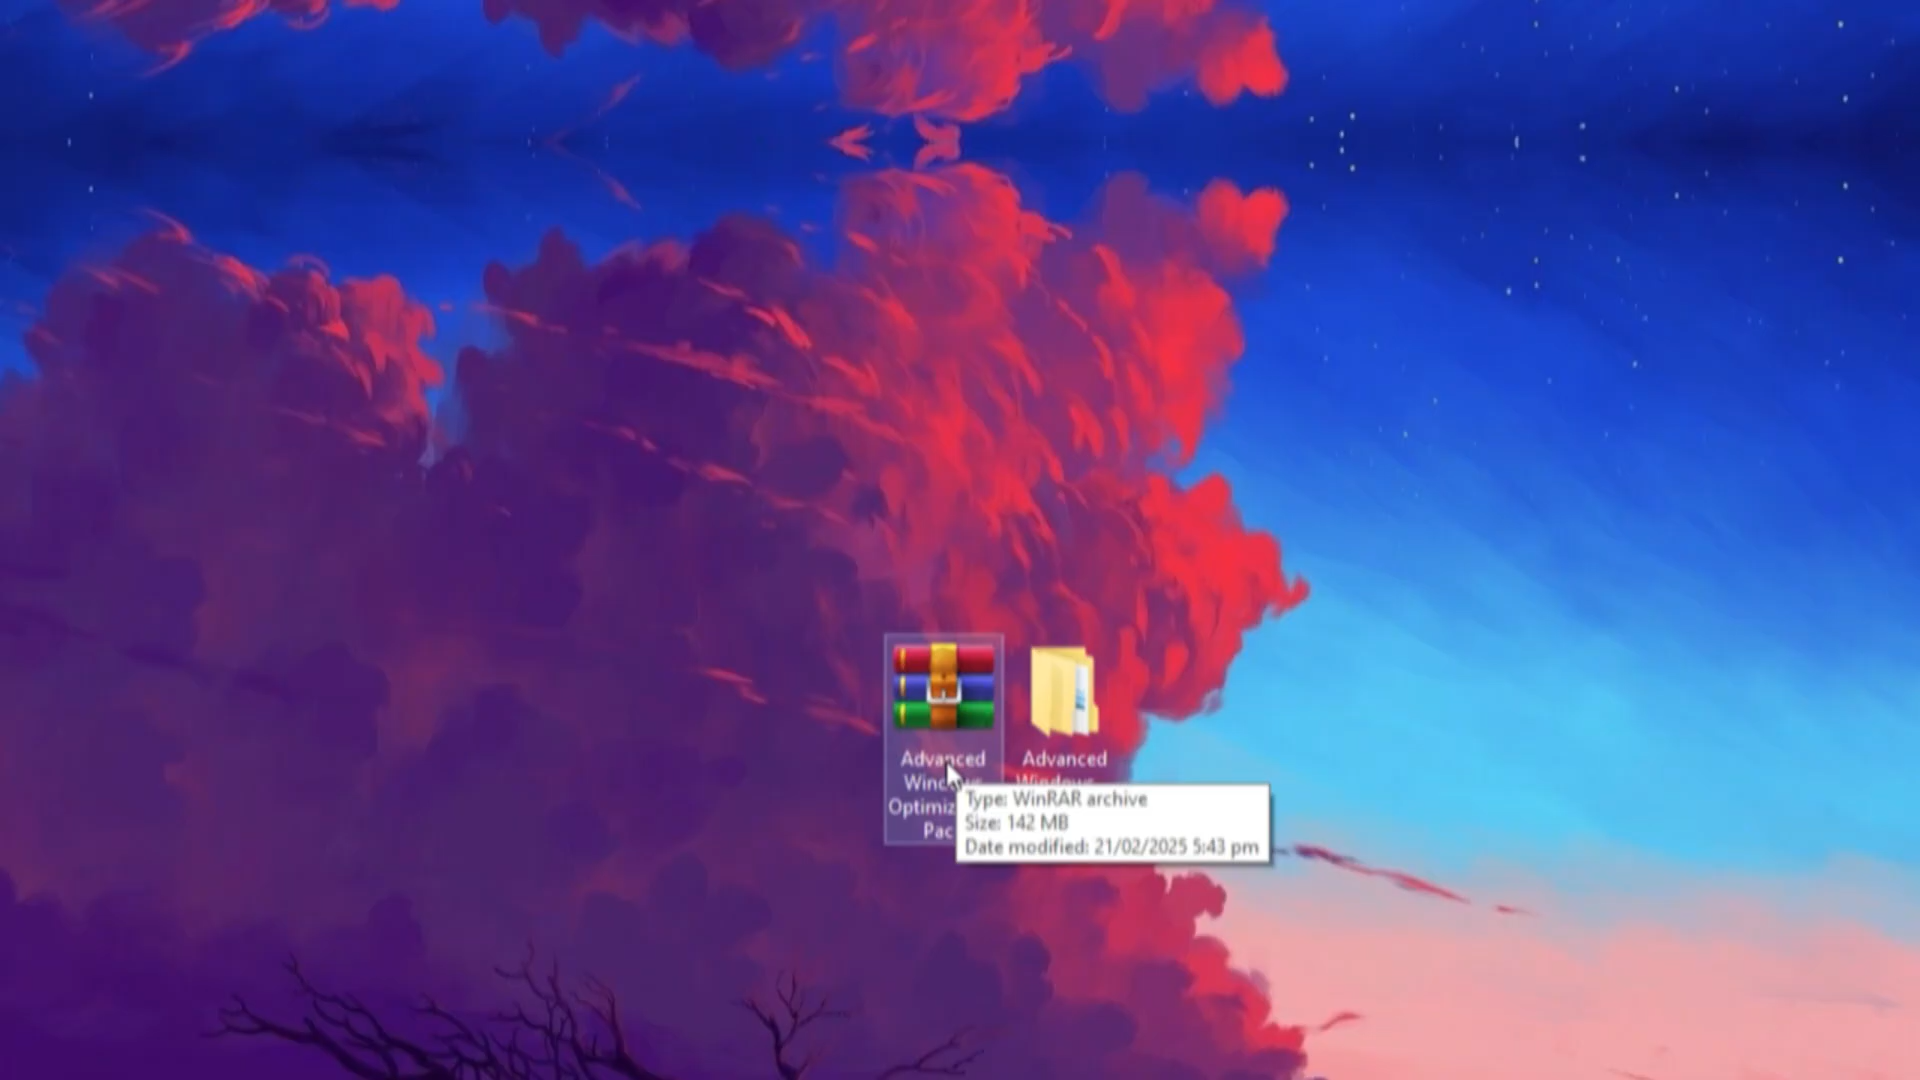 Advanced
Optimiz
Pac
Advanced
Windows
Type: WinRAR archive
Size: 142 MB
Date modified: 21/02/2025 5:43 pm